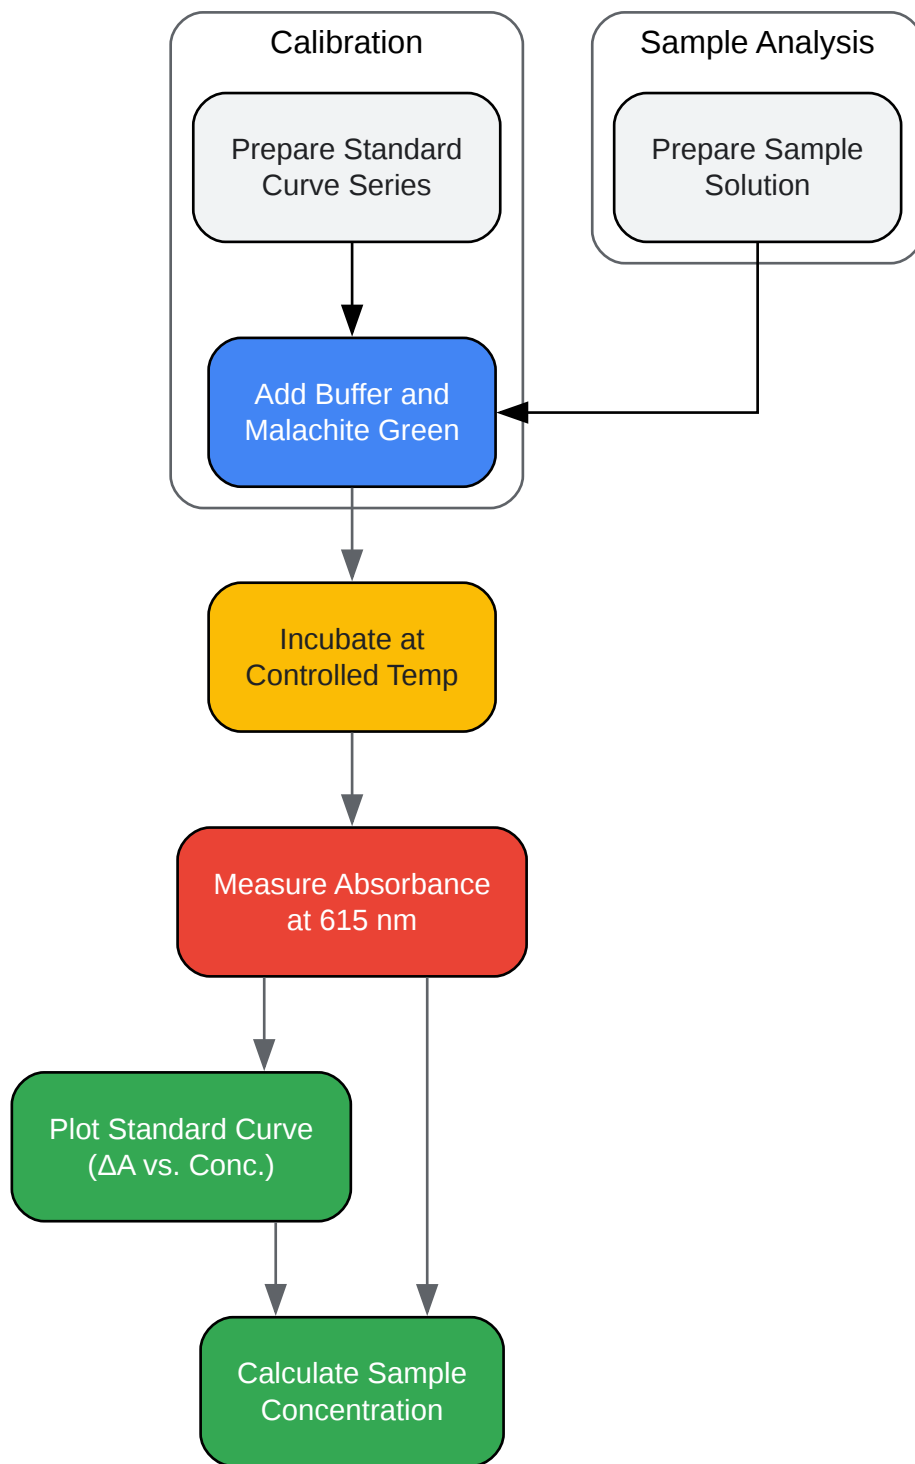 Calibration
Sample Analysis
Prepare Standard
Curve Series
Prepare Sample
Solution
Add Buffer and
Malachite Green
Incubate at
Controlled Temp
Measure Absorbance
at 615 nm
Plot Standard Curve
(ΔA vs. Conc.)
Calculate Sample
Concentration